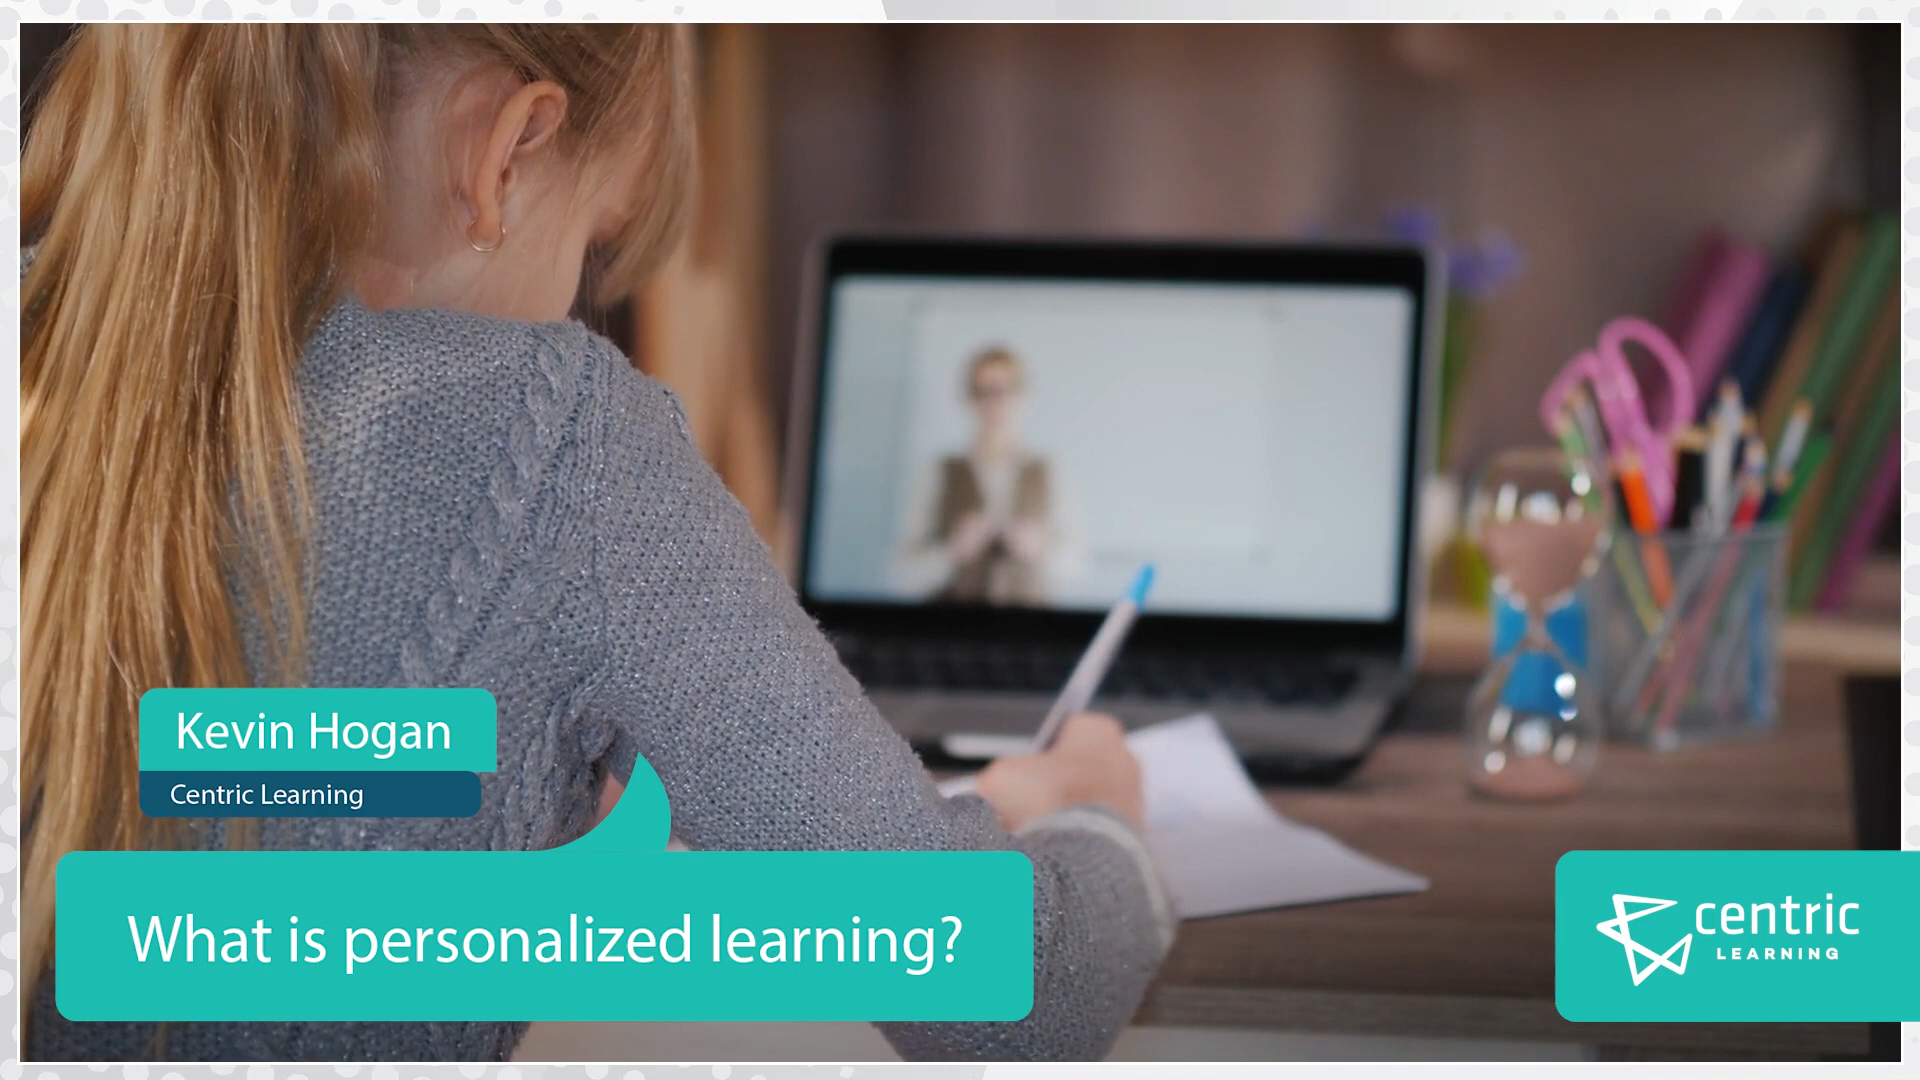 Kevin Hogan
Centric Learning
What is personalized learning?
centric
LEARNING